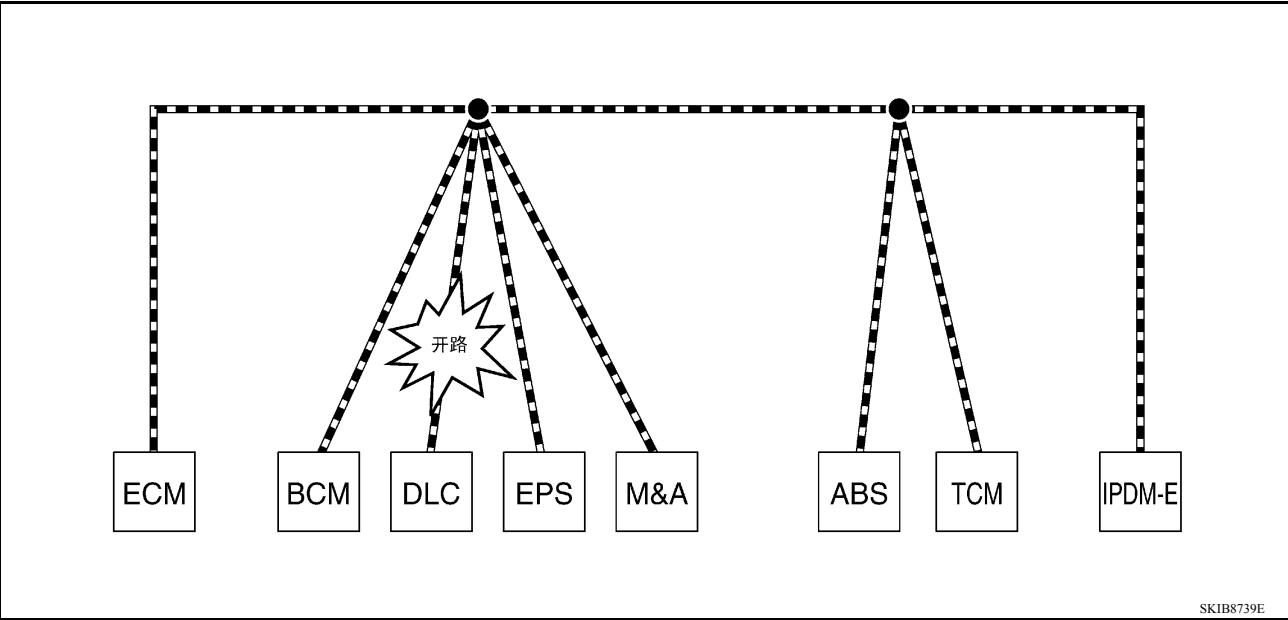 开路
ECM
BCM
DLC
EPS
M&A
ABS
TCM
IPDM-E
SKIB8739E